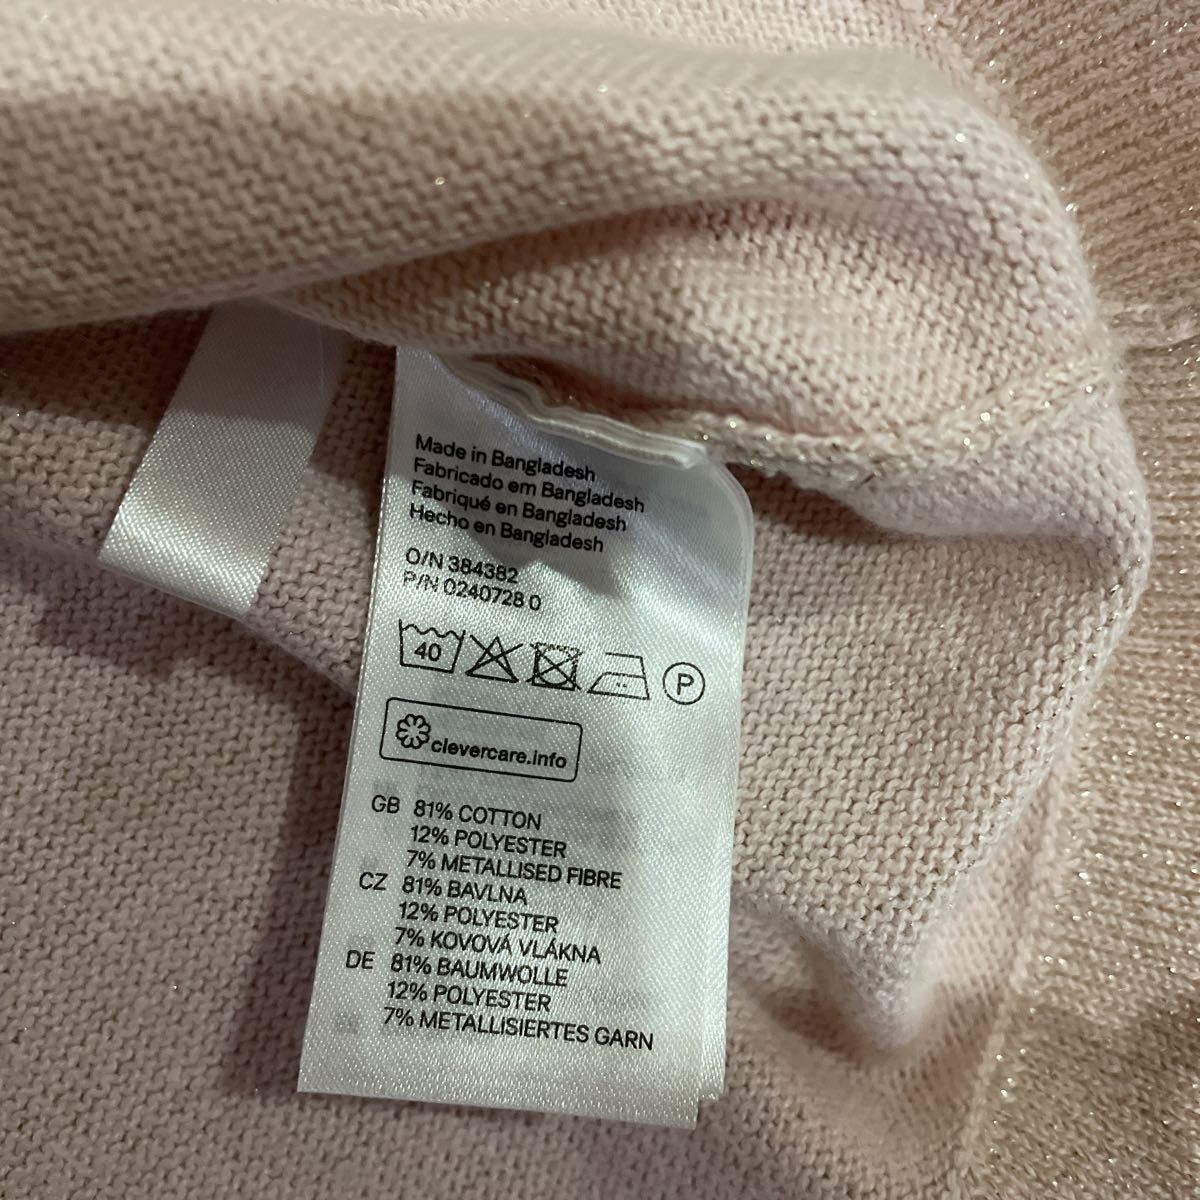 Made in Bangladesh
Fabricado em Bangladesh
Fabriqué en Bangladesh
Hecho en Bangladesh
O/N 384382
P/N 0240728 0
40 P
clevercare.info
GB 81% COTTON
12% POLYESTER
7% METALLISED FIBRE
CZ 81% BAVLNA
12% POLYESTER
7% KOVOVÁ VLÁKNA
DE 81% BAUMWOLLE
12% POLYESTER
7% METALLISIERTES GARN